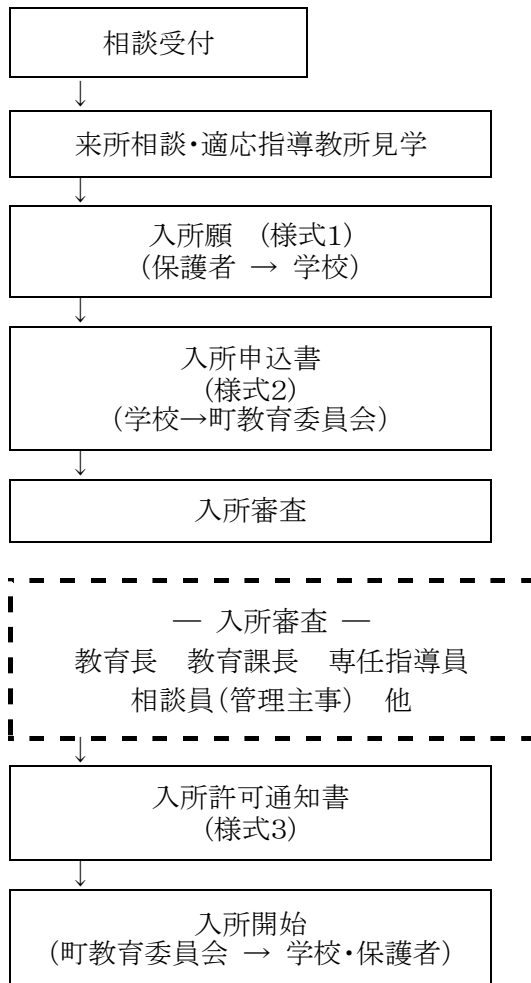 相談受付
↓
来所相談・適応指導教所見学
↓
入所願 (様式1)
(保護者 → 学校)
↓
入所申込書
(様式2)
(学校→町教育委員会)
↓
入所審査
― 入所審査 ―
教育長 教育課長 専任指導員
相談員(管理主事) 他
↓
入所許可通知書
(様式3)
↓
入所開始
(町教育委員会 → 学校・保護者)